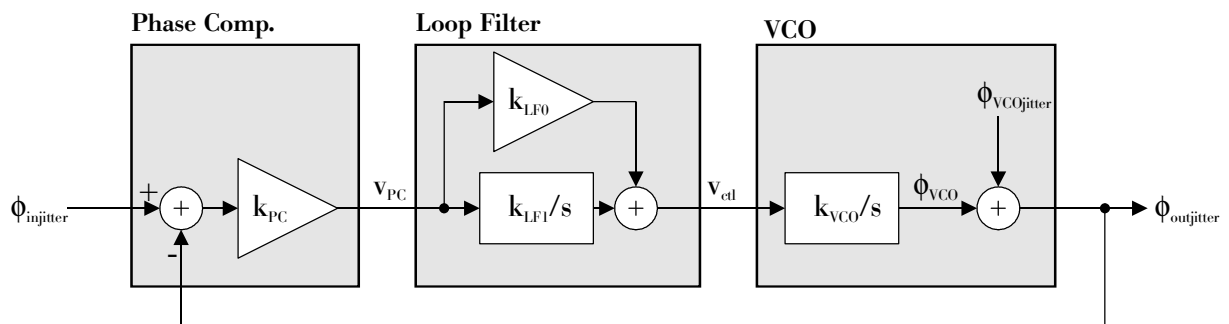 Phase Comp.
Loop Filter
VCO
k_LF0
ϕ_VCOjitter
+
v_PC
v_ctl
ϕ_VCO
ϕ_injitter
+
k_PC
k_LF1/s
+
k_VCO/s
+
ϕ_outjitter
-